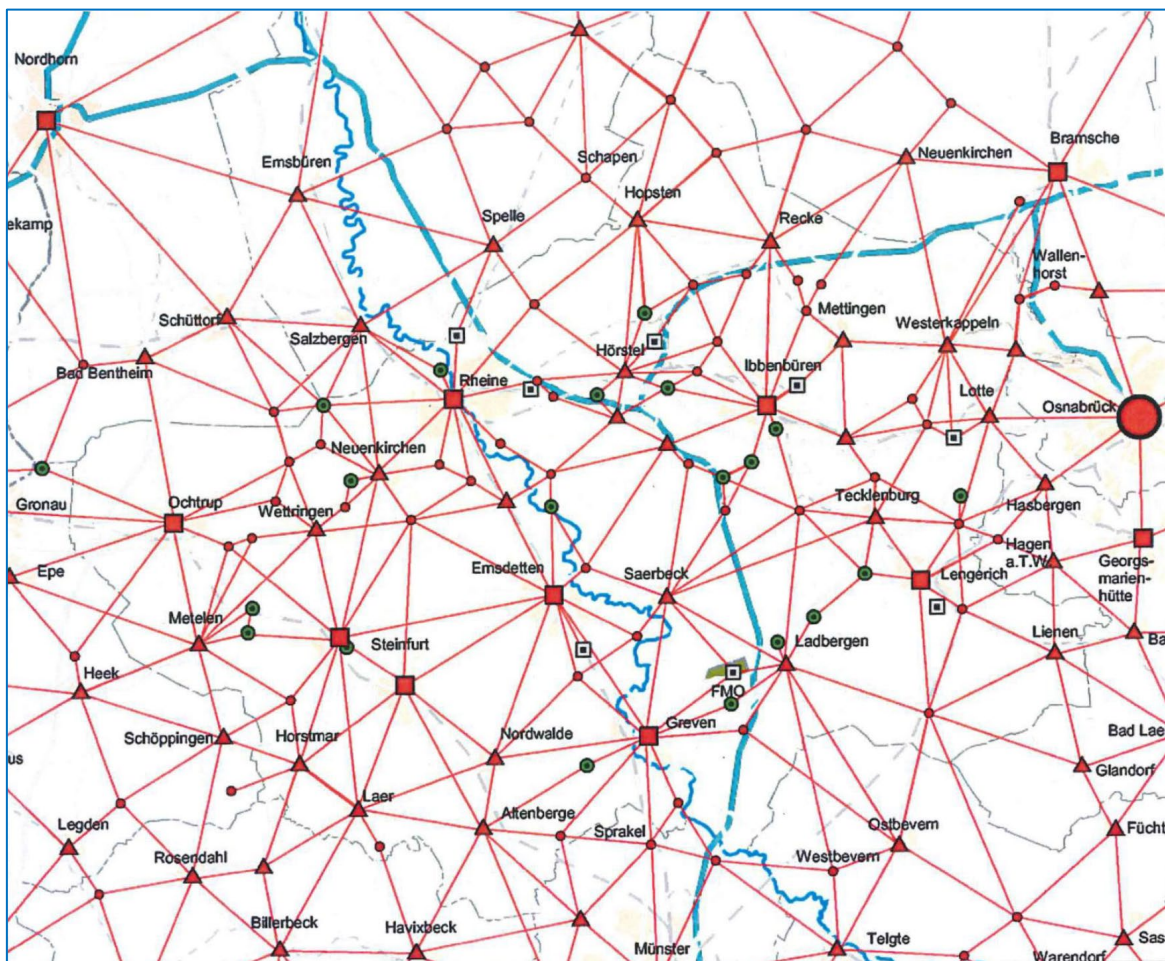 Nordhorn
Bramsche
Neuenkirchen
Emsbüren
Schapen
Hopsten
ekamp
Spelle
Recke
Wallen-
horst
Schüttorf
Salzbergen
Mettingen
Westerkappeln
Hörstel
Ibbenbüren
Bad Bentheim
Rheine
Lotte
Osnabrück
Neuenkirchen
Gronau
Ochtrup
Wettringen
Tecklenburg
Hasbergen
Hagen
a.T.W.
Georgs-
marien-
hütte
Epe
Emsdetten
Saerbeck
Lengerich
Metelen
Steinfurt
Ladbergen
Lienen
Ba
Heek
FMO
Greven
Schöppingen
Horstmar
Nordwalde
Bad Lae
us
Glandorf
Laer
Altenberge
Legden
Sprakel
Ostbevern
Fücht
Rosendahl
Westbevern
Billerbeck
Havixbeck
Münster
Telgte
Warendorf
Sas